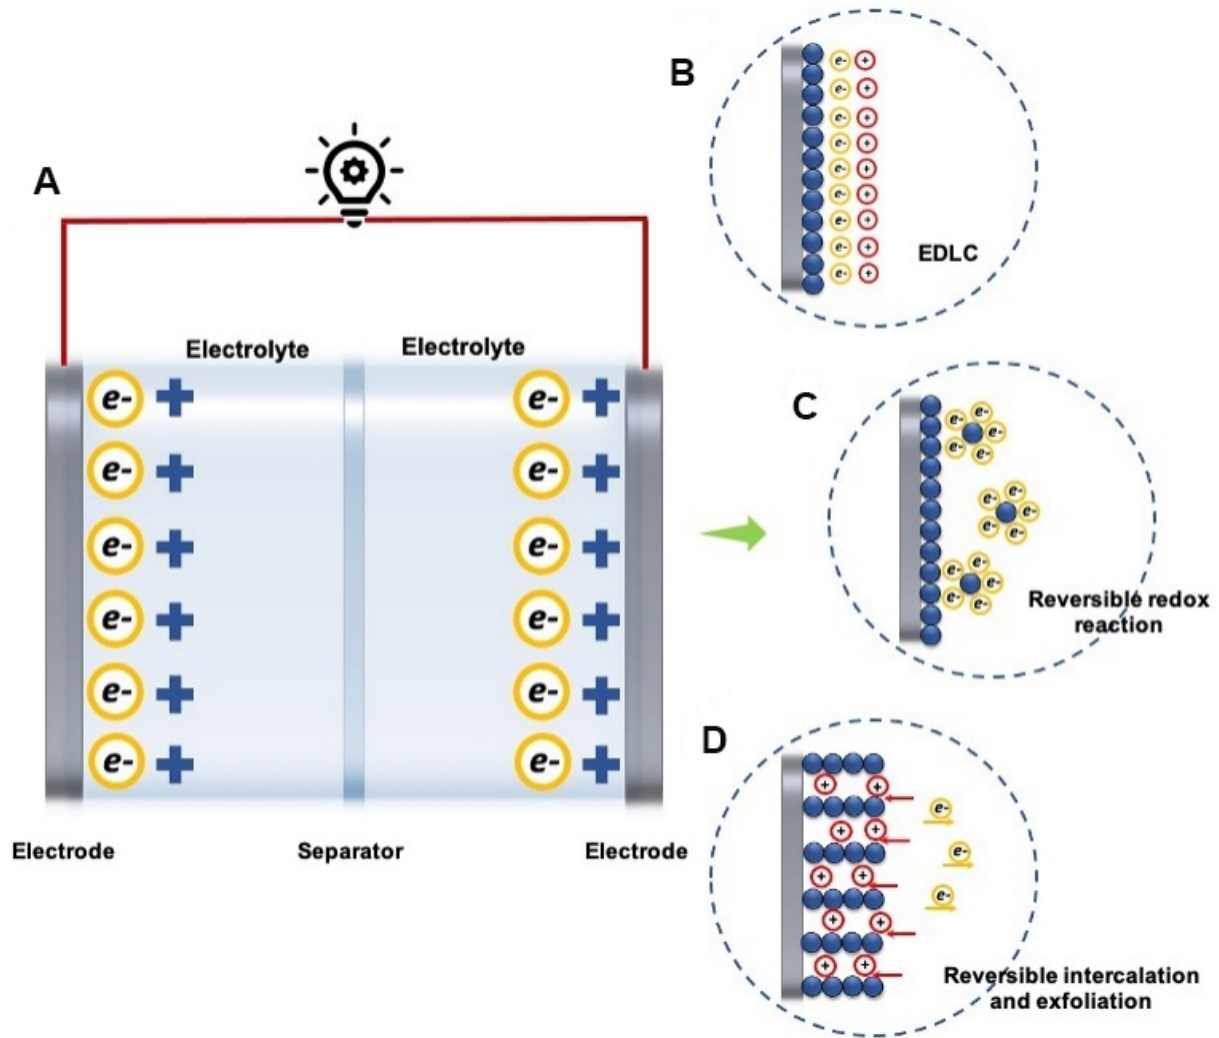 A
B
EDLC
Electrolyte
Electrolyte
e- +
e- +
e- +
e- +
e- +
e- +
e- +
e- +
e- +
e- +
e- +
e- +
Electrode
Separator
Electrode
e- +
e- +
e- +
e- +
e- +
e- +
e- +
e- +
e- +
C
e- e- e- e- e-
e- e- e- e- e-
e- e- e- e- e-
Reversible redox
reaction
D
+ +
+ +
+ +
+ +
+ +
e-
e-
e-
Reversible intercalation
and exfoliation